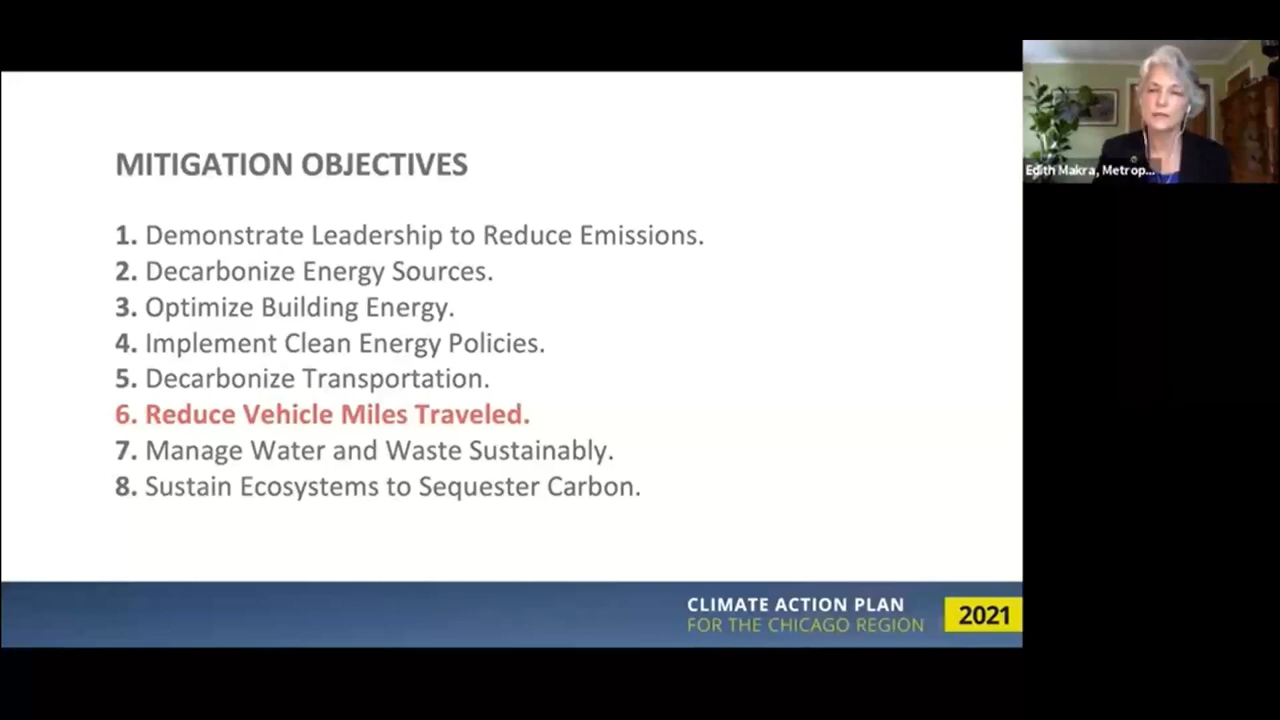 MITIGATION OBJECTIVES
1. Demonstrate Leadership to Reduce Emissions.
2. Decarbonize Energy Sources.
3. Optimize Building Energy.
4. Implement Clean Energy Policies.
5. Decarbonize Transportation.
6. Reduce Vehicle Miles Traveled.
7. Manage Water and Waste Sustainably.
8. Sustain Ecosystems to Sequester Carbon.
CLIMATE ACTION PLAN
FOR THE CHICAGO REGION
2021
Edith Makra, Metrop...